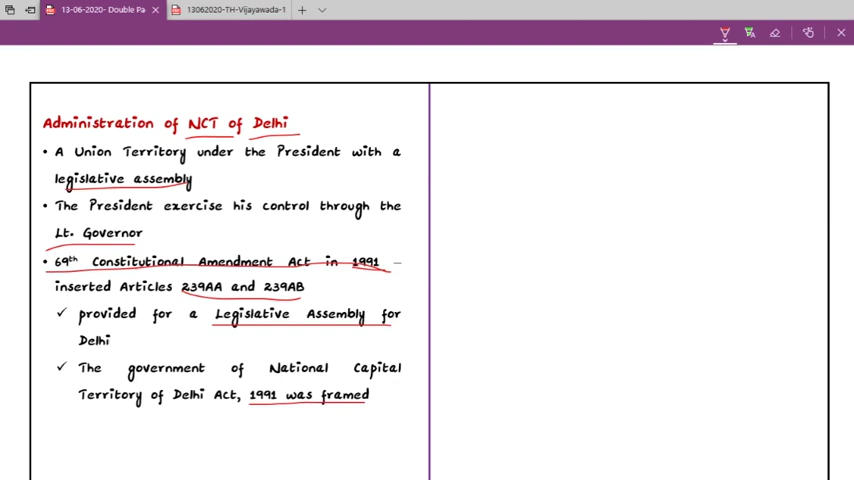 13-06-2020- Double Pa
13062020-TH-Vijayawada-1
Administration of NCT of Delhi
• A Union Territory under the President with a
legislative assembly
• The President exercise his control through the
Lt. Governor
• 69th Constitutional Amendment Act in 1991 –
inserted Articles 239AA and 239AB
✓ provided for a Legislative Assembly for
Delhi
✓ The government of National Capital
Territory of Delhi Act, 1991 was framed